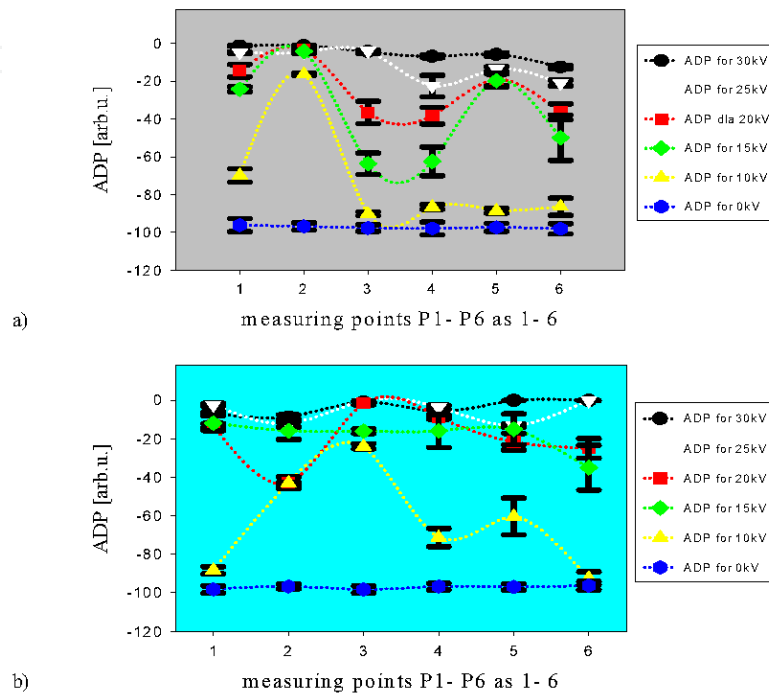 0
-20
-40
-60
-80
-100
-120
ADP [arb.u.]
1 2 3 4 5 6
measuring points P1- P6 as 1- 6
a)
ADP for 30kV
ADP for 25kV
ADP dla 20kV
ADP for 15kV
ADP for 10kV
ADP for 0kV
0
-20
-40
-60
-80
-100
-120
ADP [arb.u.]
1 2 3 4 5 6
measuring points P1- P6 as 1- 6
b)
ADP for 30kV
ADP for 25kV
ADP for 20kV
ADP for 15kV
ADP for 10kV
ADP for 0kV